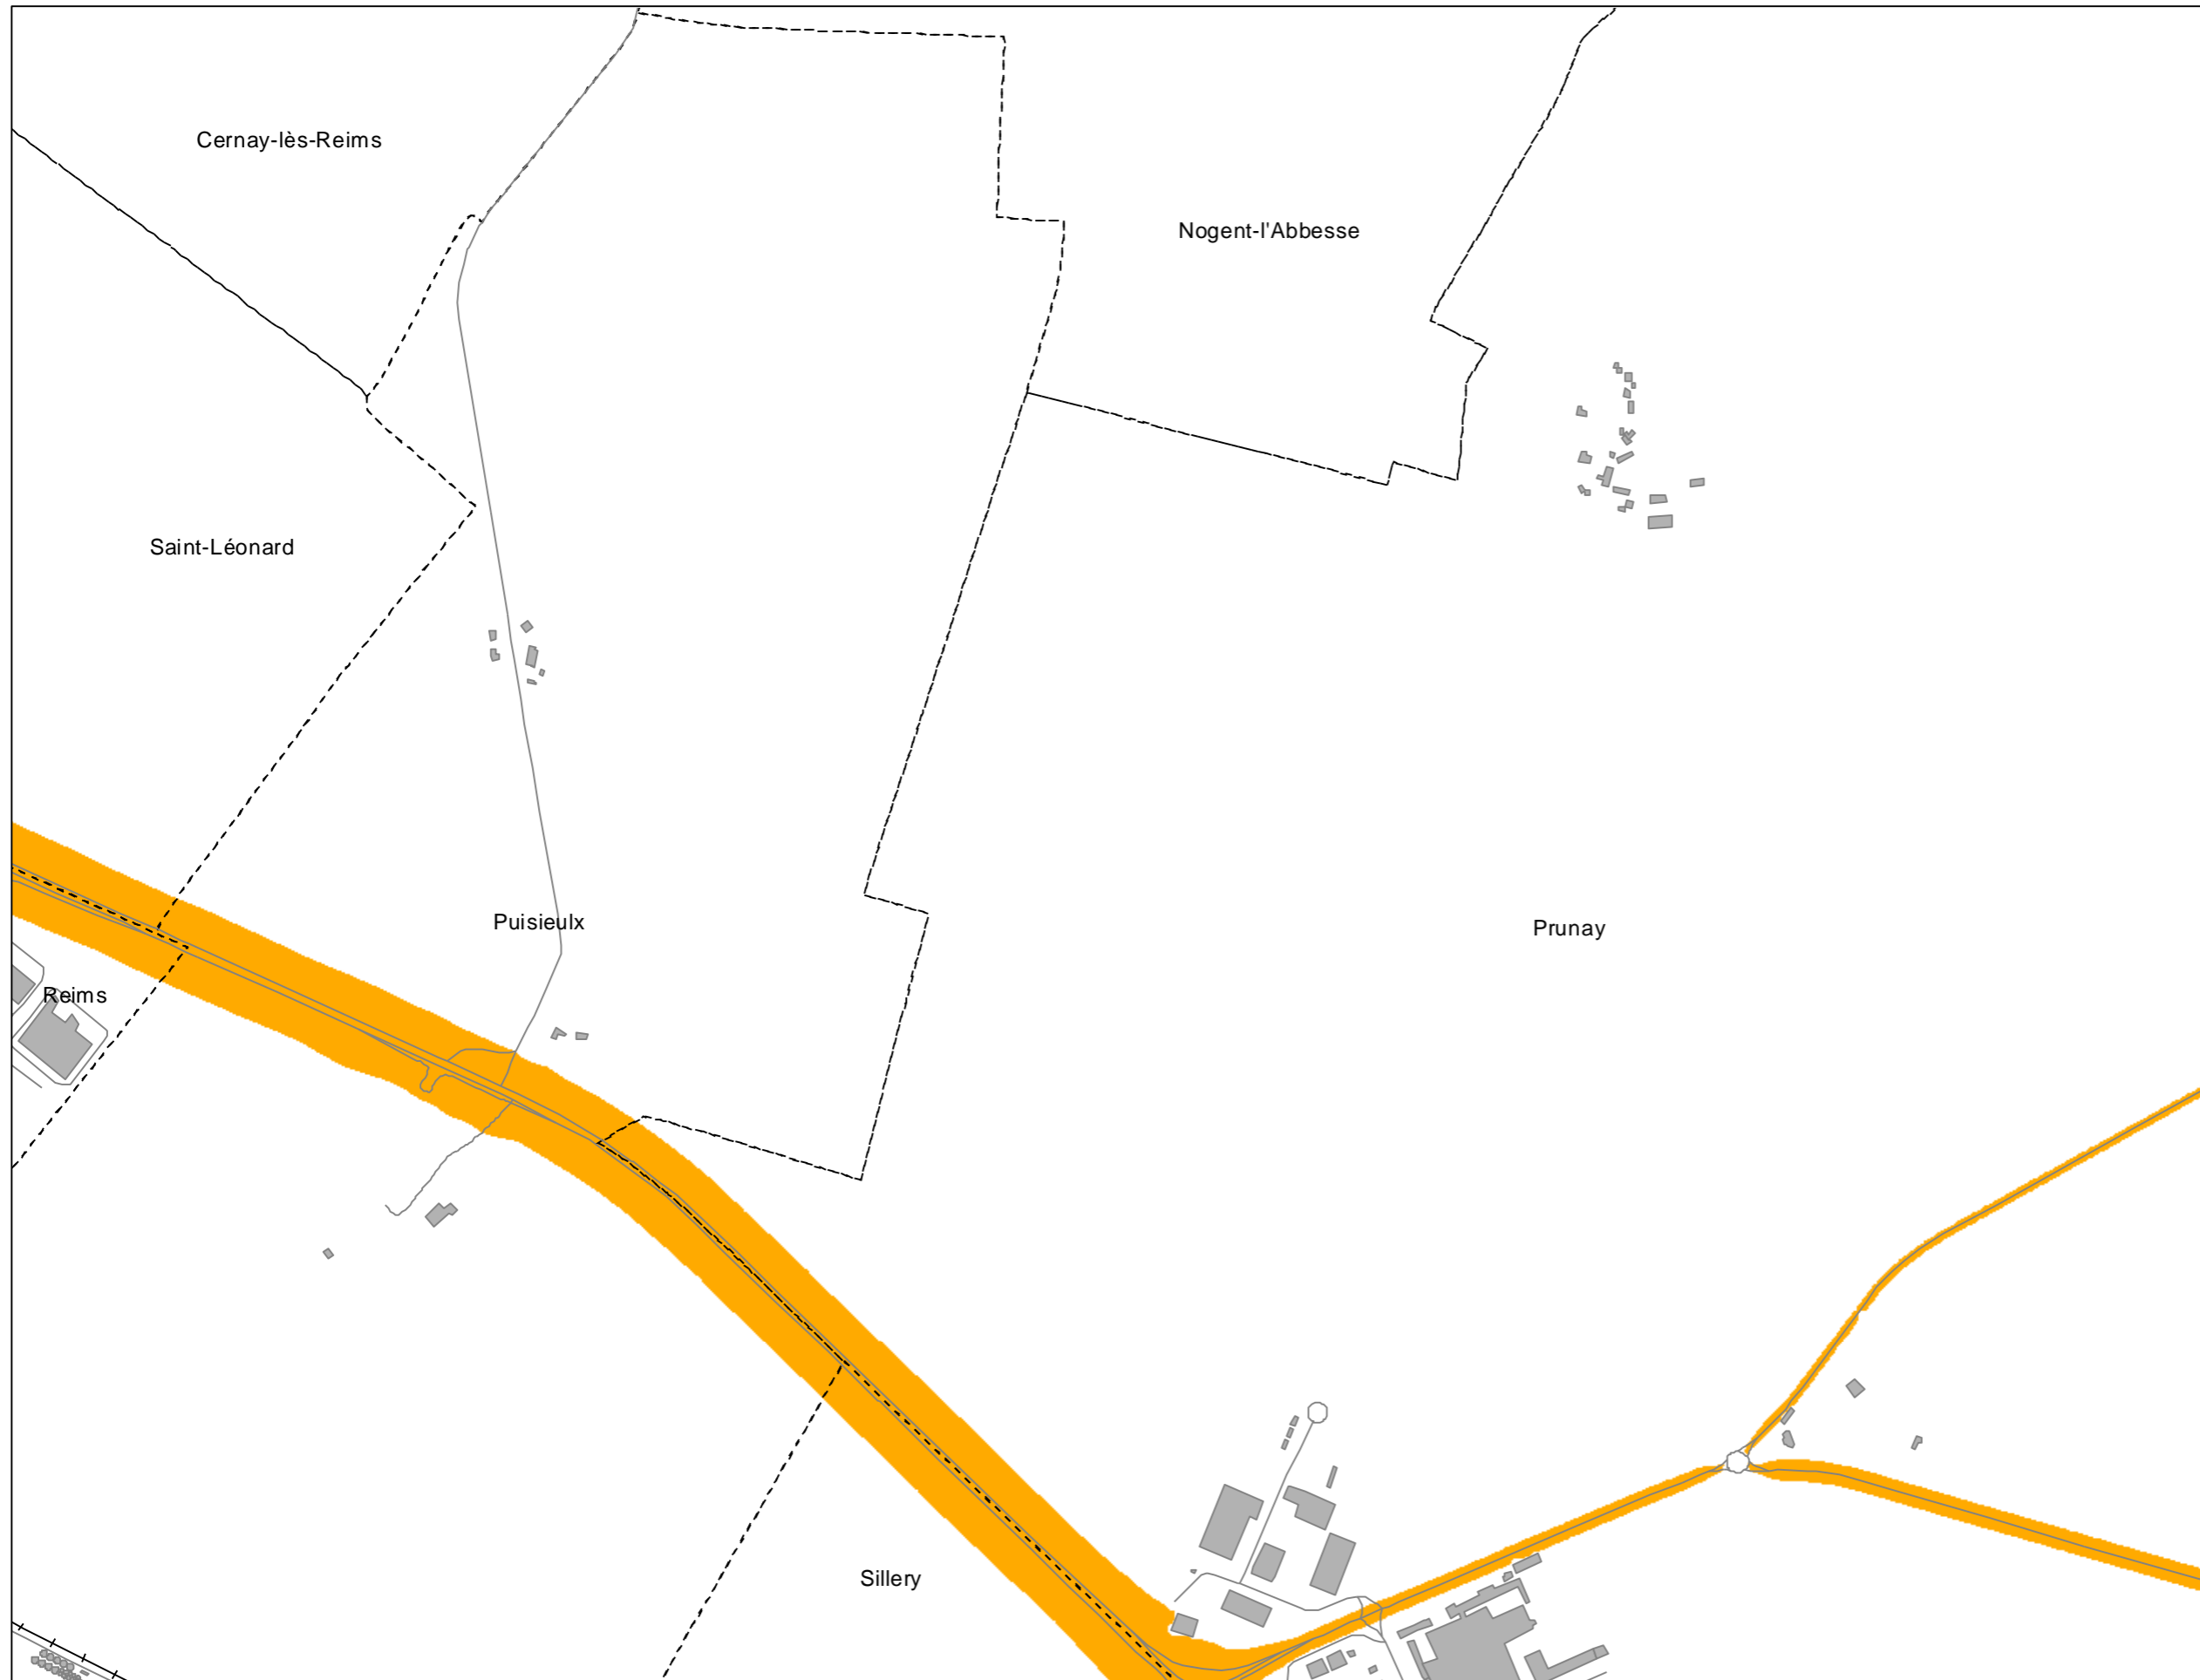 Cernay-lès-Reims
Nogent-l'Abbesse
Saint-Léonard
Puisieulx
Prunay
Reims
Sillery